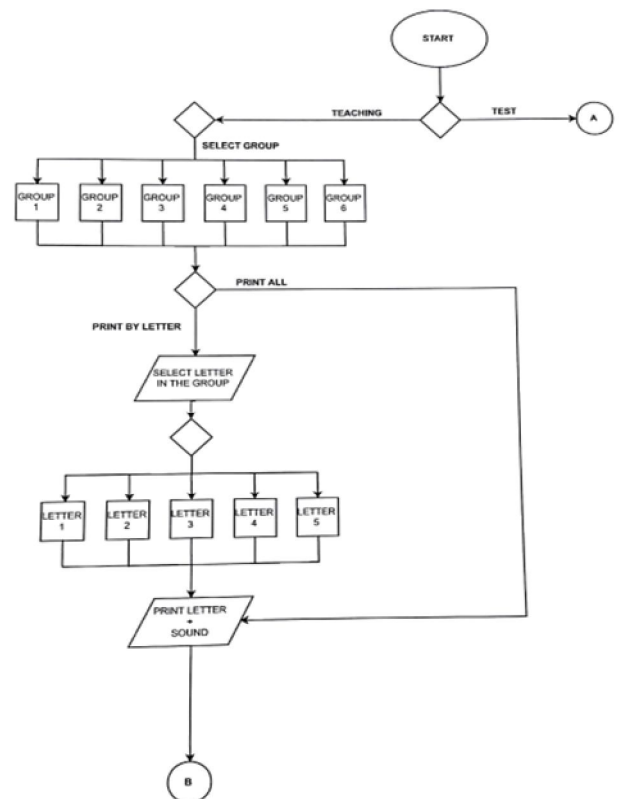 START
TEACHING
TEST
A
SELECT GROUP
GROUP
1
GROUP
2
GROUP
3
GROUP
4
GROUP
5
GROUP
6
PRINT ALL
PRINT BY LETTER
SELECT LETTER
IN THE GROUP
LETTER
1
LETTER
2
LETTER
3
LETTER
4
LETTER
5
PRINT LETTER
+
SOUND
B